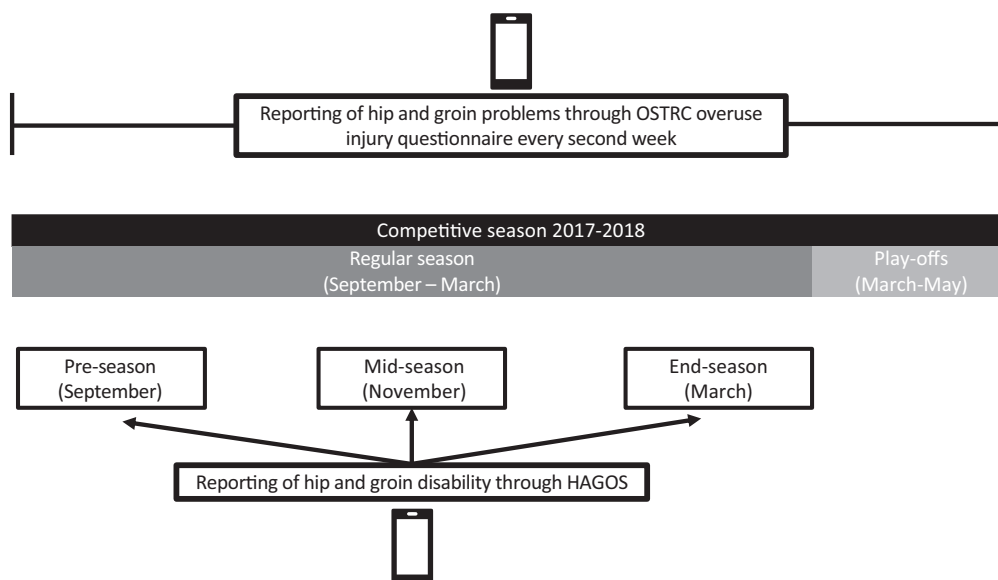 Reporting of hip and groin problems through OSTRC overuse
injury questionnaire every second week
Competitive season 2017-2018
Regular season
(September – March)
Play-offs
(March-May)
Pre-season
(September)
Mid-season
(November)
End-season
(March)
Reporting of hip and groin disability through HAGOS